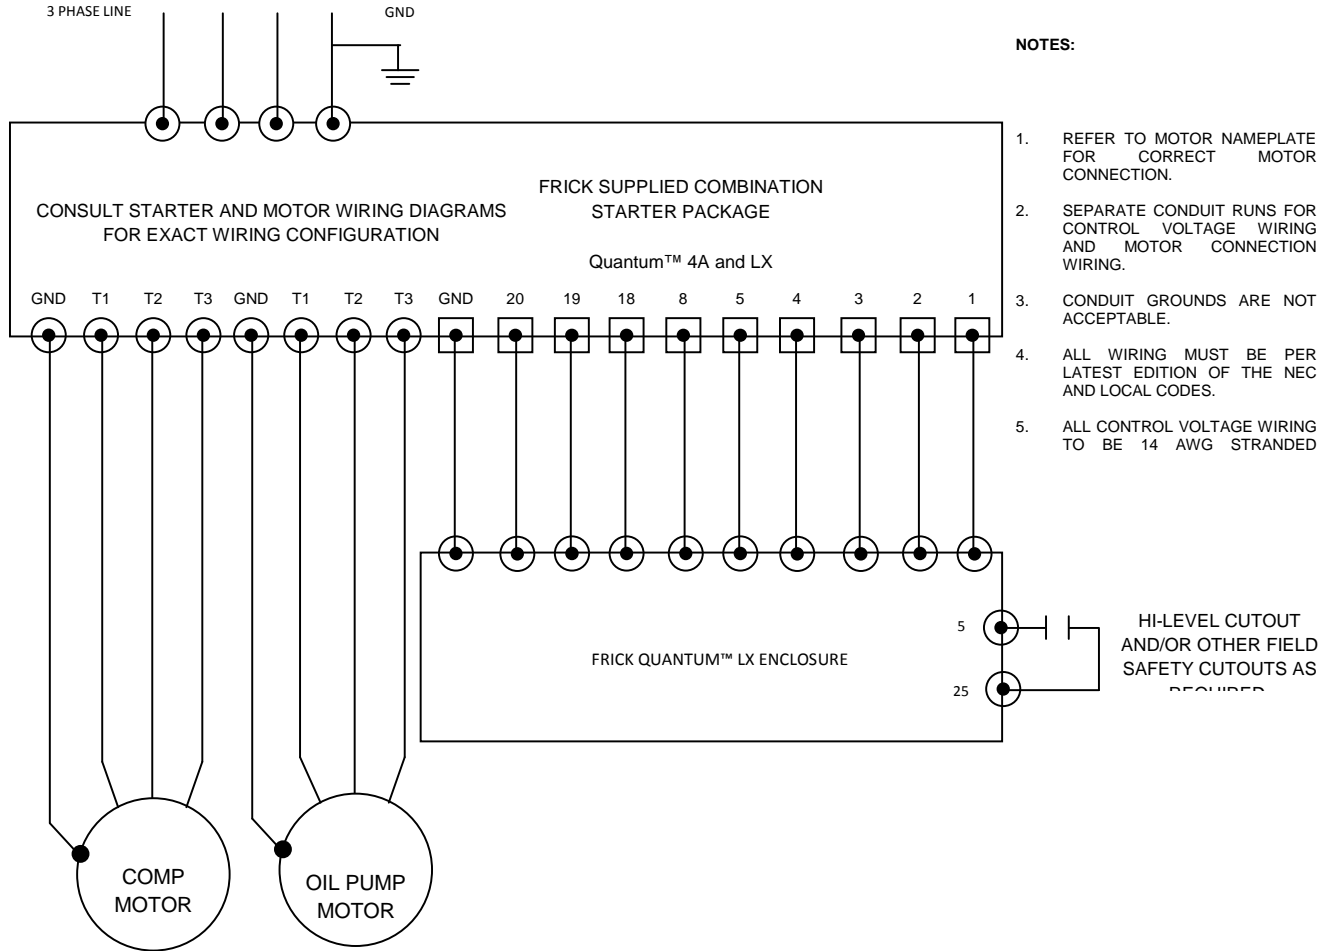 3 PHASE LINE
GND
NOTES:
1. REFER TO MOTOR NAMEPLATE
FOR CORRECT MOTOR
CONNECTION.
2. SEPARATE CONDUIT RUNS FOR
CONTROL VOLTAGE WIRING
AND MOTOR CONNECTION
WIRING.
3. CONDUIT GROUNDS ARE NOT
ACCEPTABLE.
4. ALL WIRING MUST BE PER
LATEST EDITION OF THE NEC
AND LOCAL CODES.
5. ALL CONTROL VOLTAGE WIRING
TO BE 14 AWG STRANDED
CONSULT STARTER AND MOTOR WIRING DIAGRAMS
FOR EXACT WIRING CONFIGURATION
FRICK SUPPLIED COMBINATION
STARTER PACKAGE
Quantum™ 4A and LX
GND T1 T2 T3 GND T1 T2 T3 GND 20 19 18 8 5 4 3 2 1
FRICK QUANTUM™ LX ENCLOSURE
5
25
HI-LEVEL CUTOUT
AND/OR OTHER FIELD
SAFETY CUTOUTS AS
COMP
MOTOR
OIL PUMP
MOTOR